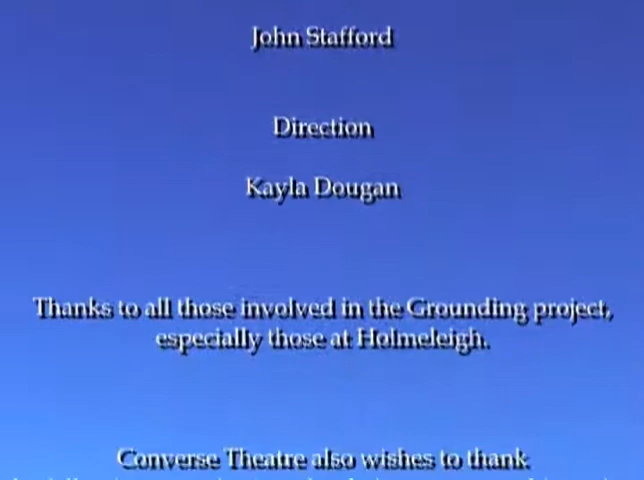 John Stafford
Direction
Kayla Dougan
Thanks to all those involved in the Grounding project,
especially those at Holmeleigh.
Converse Theatre also wishes to thank